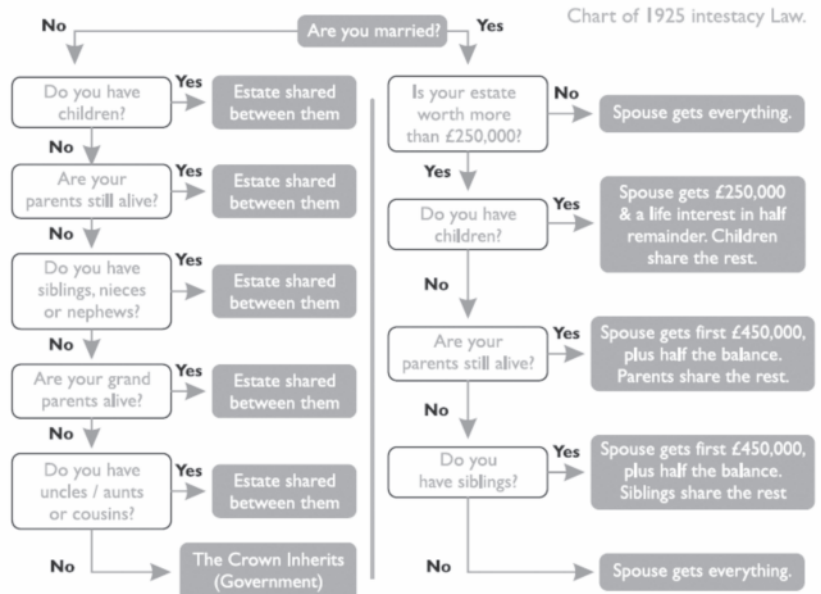 Chart of 1925 intestacy Law.
No
Are you married?
Yes
Do you have
children?
Yes
Estate shared
between them
No
Are your
parents still alive?
Yes
Estate shared
between them
No
Do you have
siblings, nieces
or nephews?
Yes
Estate shared
between them
No
Are your grand
parents alive?
Yes
Estate shared
between them
No
Do you have
uncles / aunts
or cousins?
Yes
Estate shared
between them
No
The Crown Inherits
(Government)
Is your estate
worth more
than £250,000?
No
Spouse gets everything.
Yes
Do you have
children?
Yes
Spouse gets £250,000
& a life interest in half
remainder. Children
share the rest.
No
Are your
parents still alive?
Yes
Spouse gets first £450,000,
plus half the balance.
Parents share the rest.
No
Do you
have siblings?
Yes
Spouse gets first £450,000,
plus half the balance.
Siblings share the rest
No
Spouse gets everything.